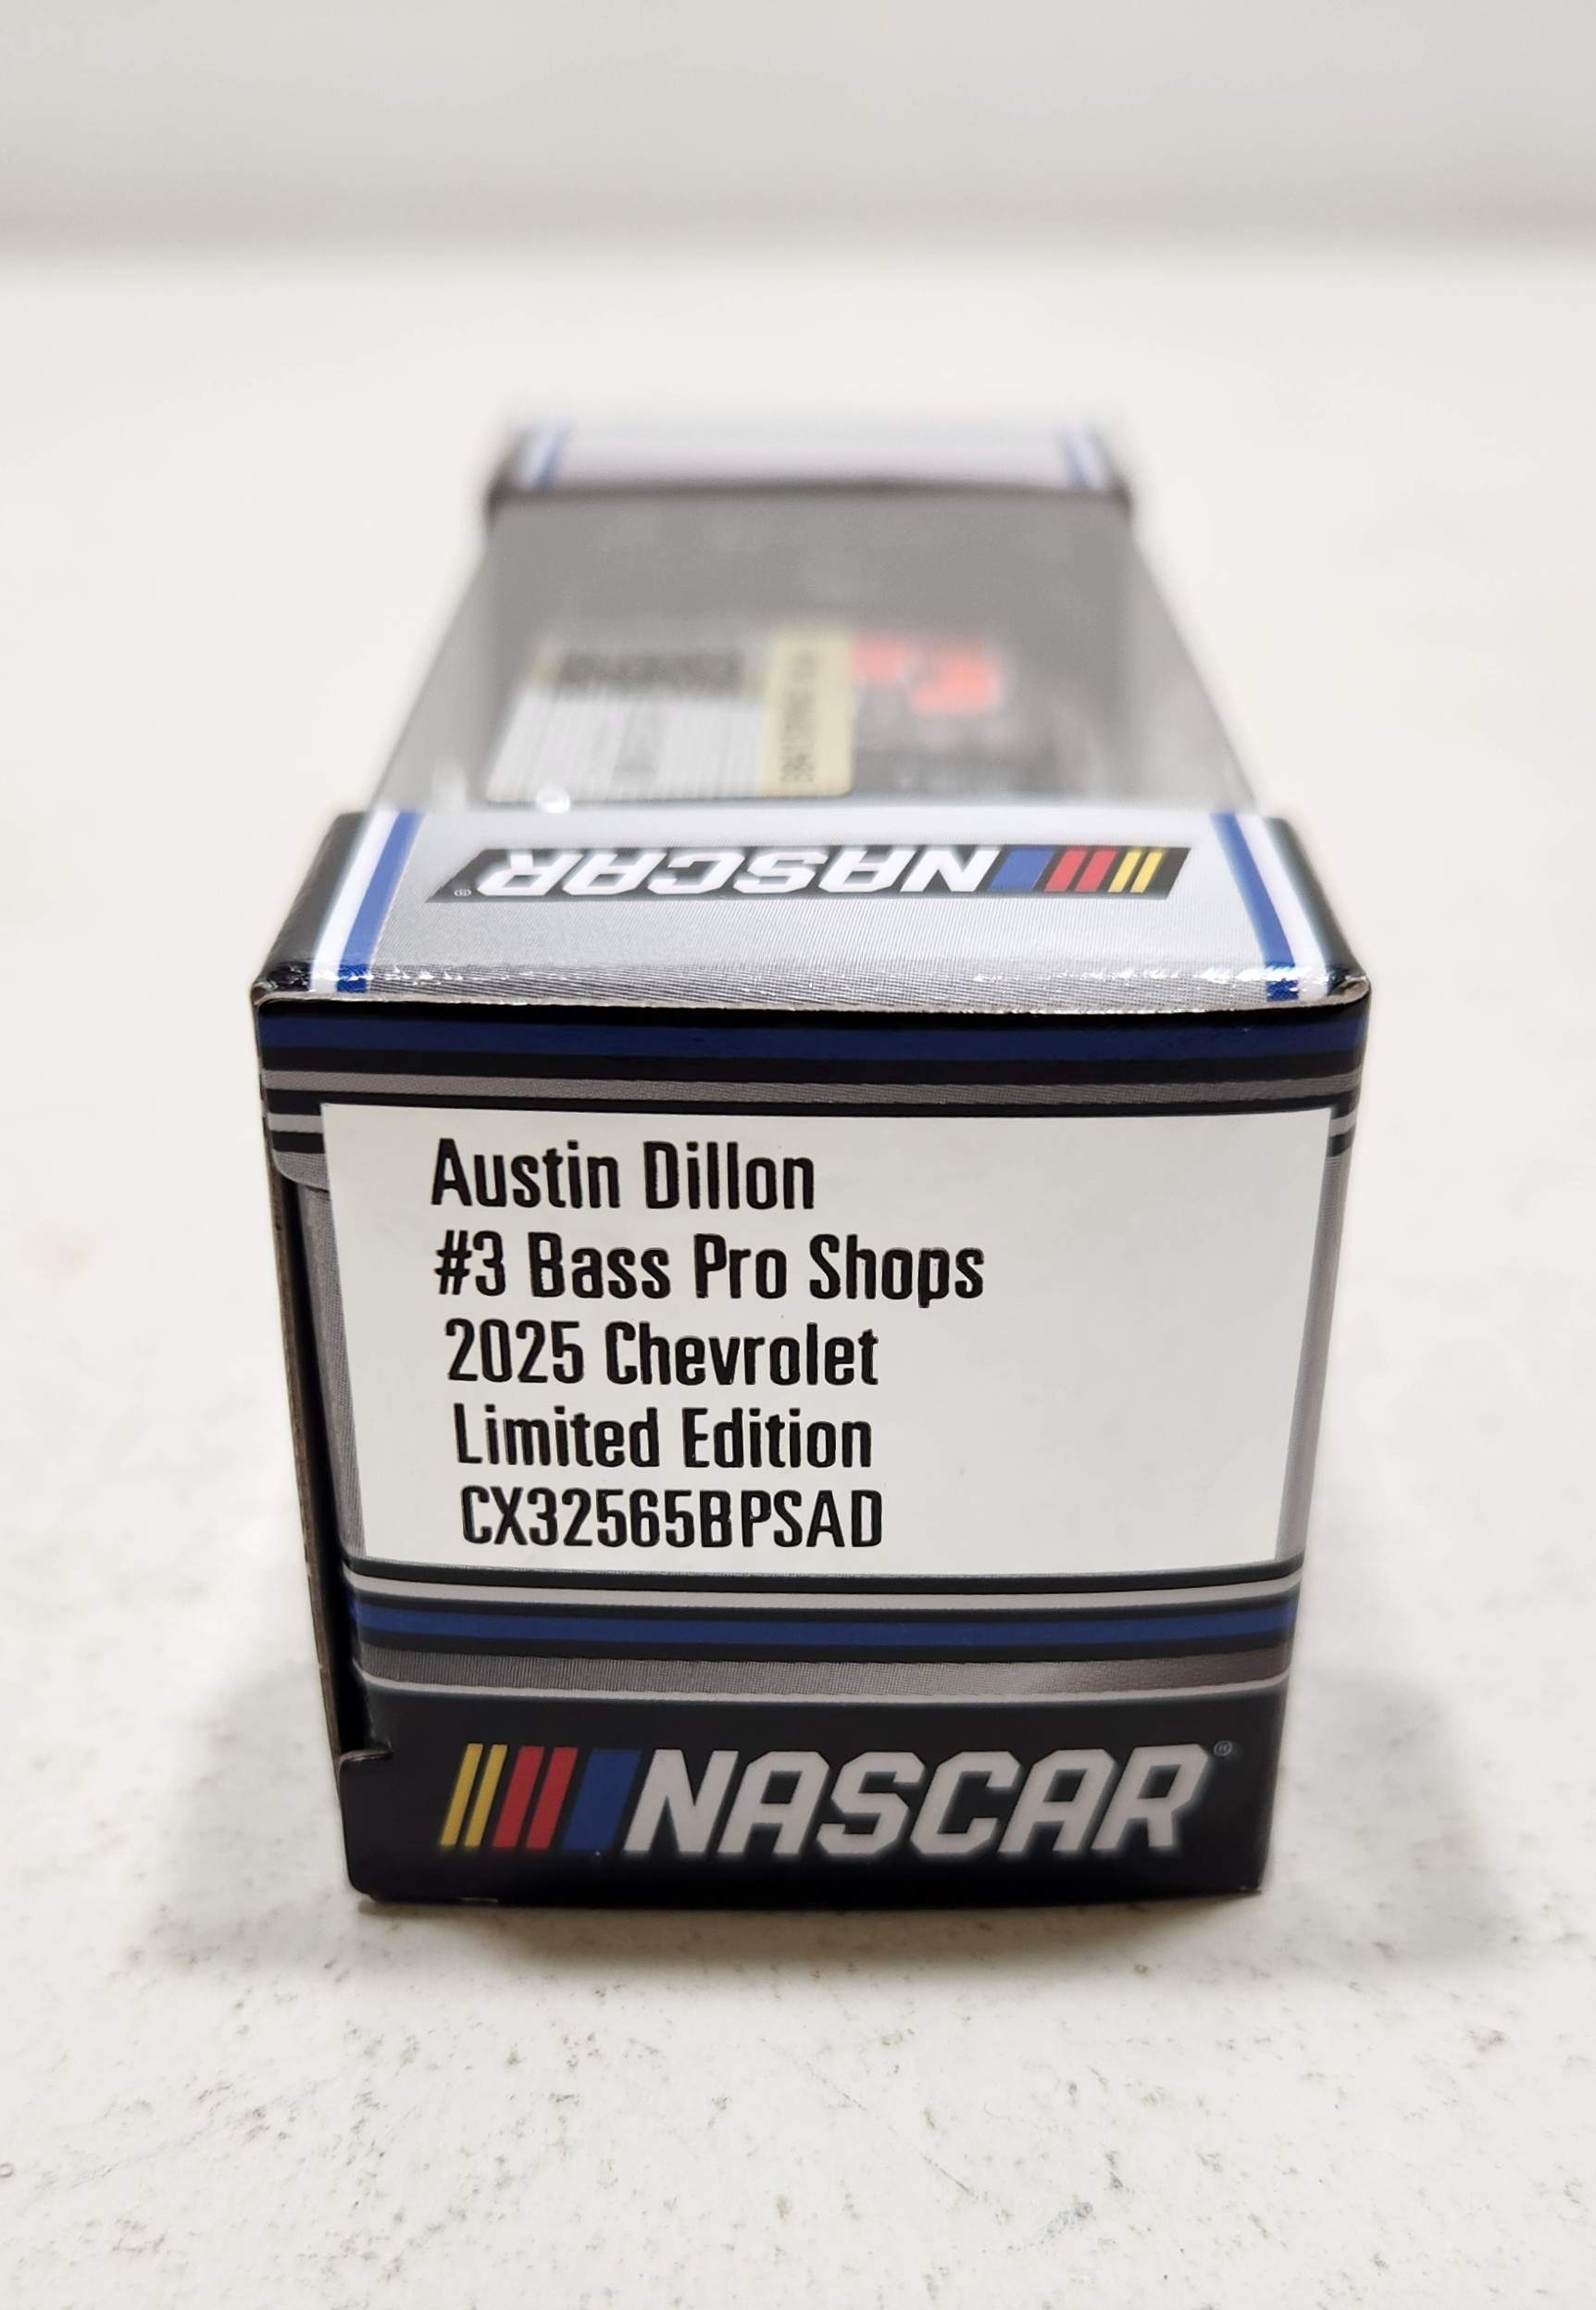 NASCAR®
Austin Dillon
#3 Bass Pro Shops
2025 Chevrolet
Limited Edition
CX32565BPSAD
NASCAR®